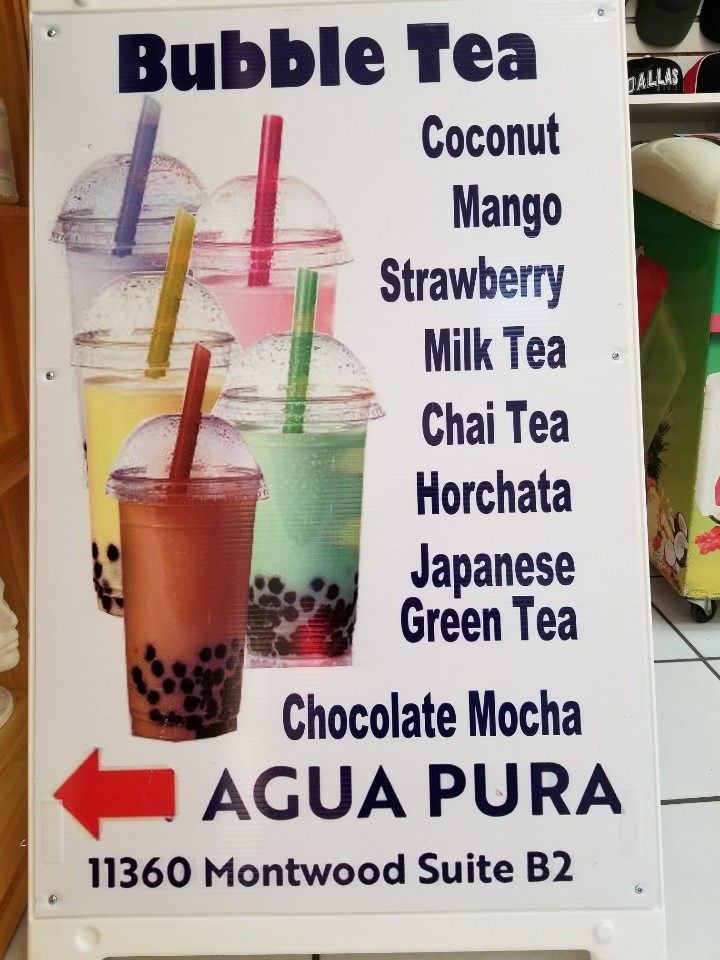 Bubble Tea
Coconut
Mango
Strawberry
Milk Tea
Chai Tea
Horchata
Japanese
Green Tea
Chocolate Mocha
AGUA PURA
11360 Montwood Suite B2
DALLAS